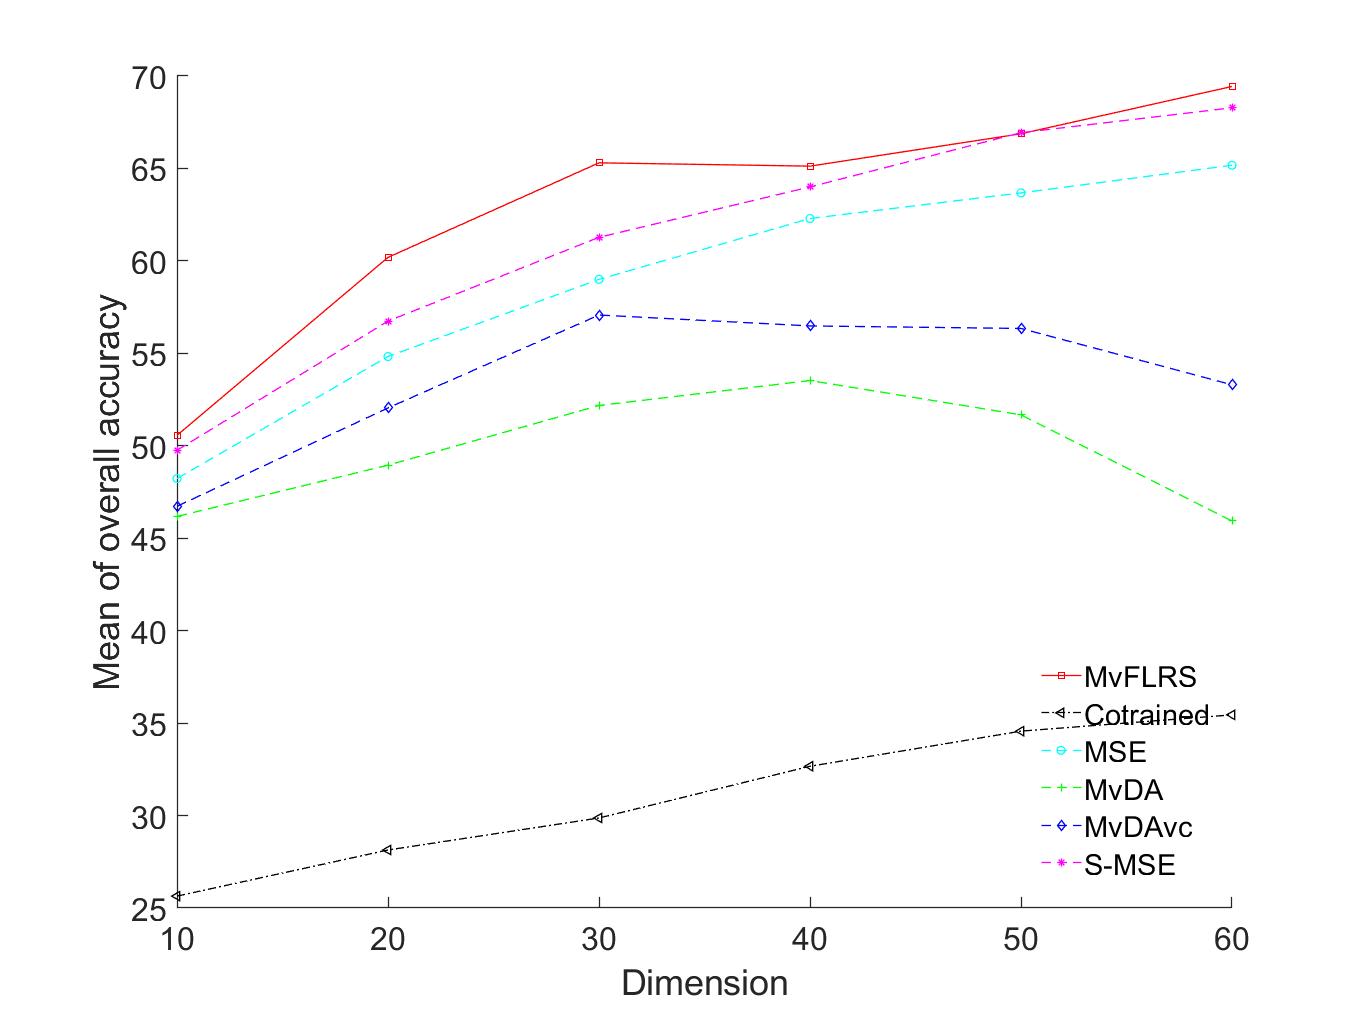 70
65
60
55
50
45
40
35
30
25
Mean of overall accuracy
MvFLRS
Cotrained
MSE
MvDA
MvDAvc
S-MSE
10 20 30 40 50 60
Dimension